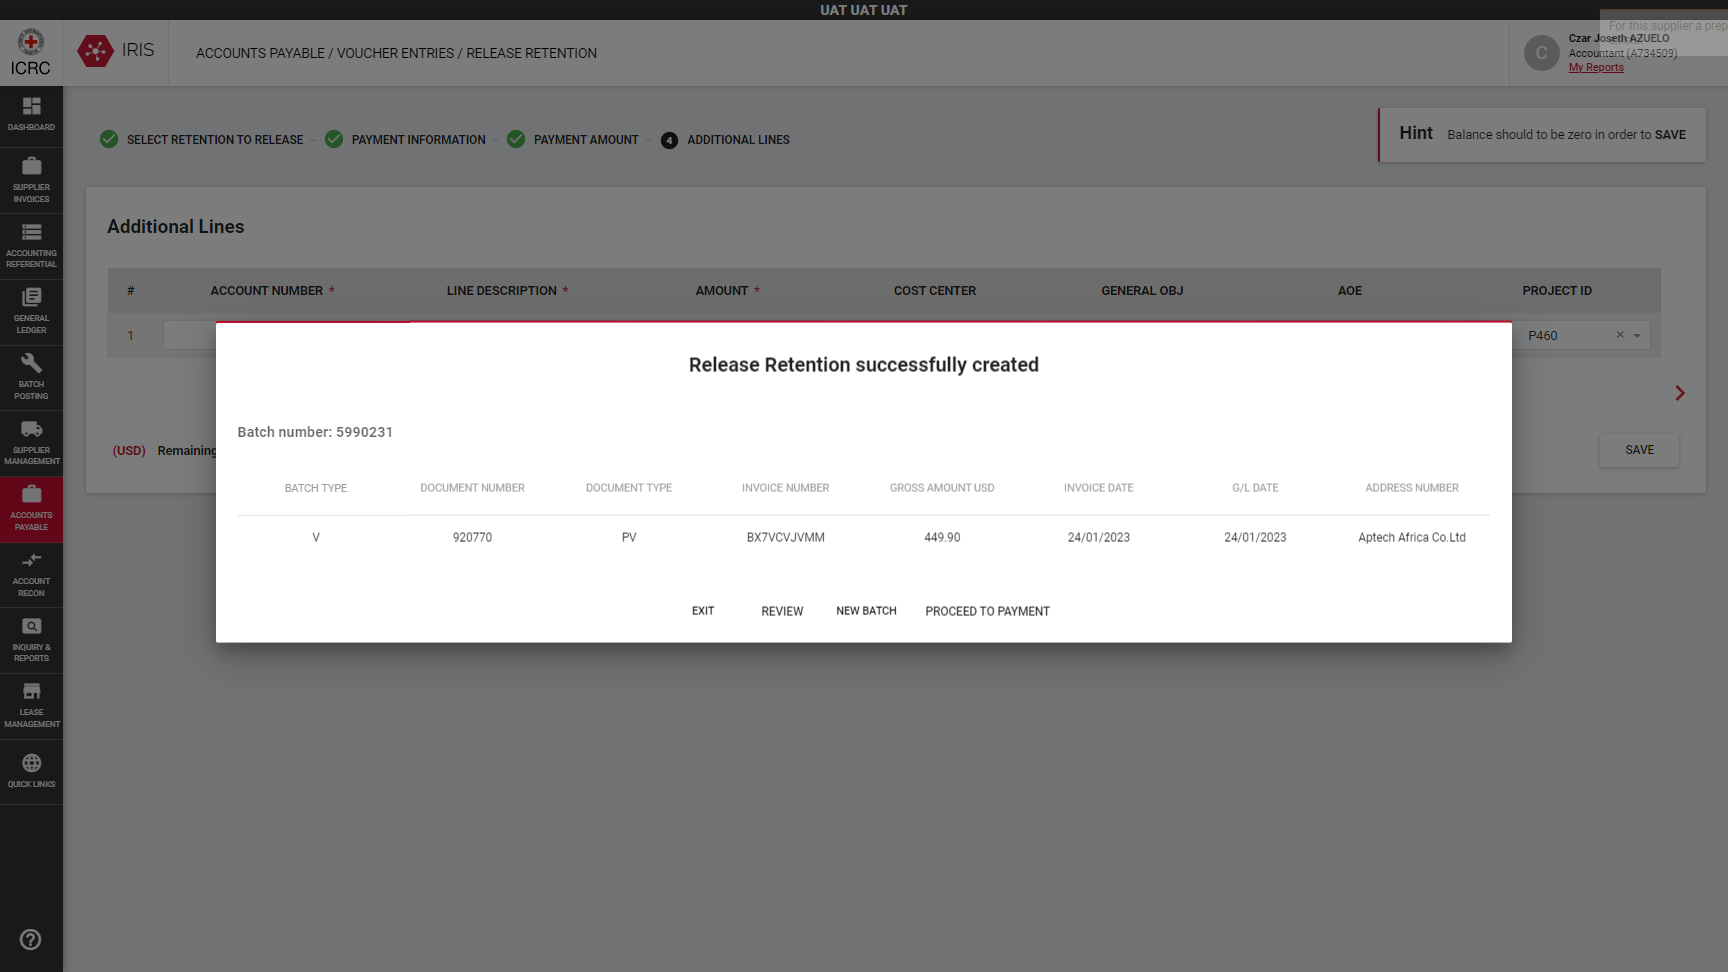 UAT UAT UAT
ICRC
IRIS
ACCOUNTS PAYABLE / VOUCHER ENTRIES / RELEASE RETENTION
For this supplier a prep
C
Czar Joseth AZUELO
Accountant (A734509)
My Reports
DASHBOARD
SUPPLIER
INVOICES
ACCOUNTING
REFERENTIAL
GENERAL
LEDGER
BATCH
POSTING
SUPPLIER
MANAGEMENT
ACCOUNTS
PAYABLE
ACCOUNT
RECON
INQUIRY &
REPORTS
LEASE
MANAGEMENT
QUICK LINKS
SELECT RETENTION TO RELEASE
PAYMENT INFORMATION
PAYMENT AMOUNT
4 ADDITIONAL LINES
Hint Balance should to be zero in order to SAVE
Additional Lines
# ACCOUNT NUMBER * LINE DESCRIPTION * AMOUNT * COST CENTER GENERAL OBJ AOE PROJECT ID
1 P460
(USD) Remaining
SAVE
Release Retention successfully created
Batch number: 5990231
BATCH TYPE DOCUMENT NUMBER DOCUMENT TYPE INVOICE NUMBER GROSS AMOUNT USD INVOICE DATE G/L DATE ADDRESS NUMBER
V 920770 PV BX7VCVJVMM 449.90 24/01/2023 24/01/2023 Aptech Africa Co.Ltd
EXIT REVIEW NEW BATCH PROCEED TO PAYMENT